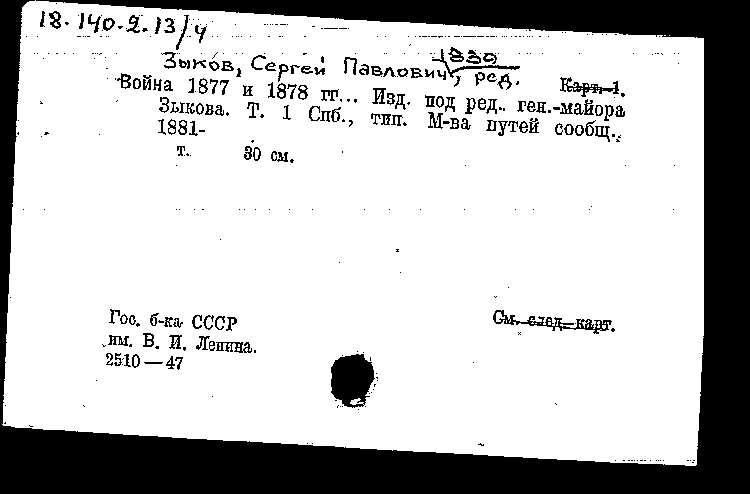 18.140.2.13/4
1830
Зыков, Сергей Павлович, ред.
Карт. 1.
Война 1877 и 1878 гг... Изд. под ред. ген.-майора
Зыкова. Т. 1 Спб., тип. М-ва путей сообщ.,
1881-
т. 30 см.
Гос. б-ка СССР
им. В. И. Ленина.
2510—47
См. след. карт.